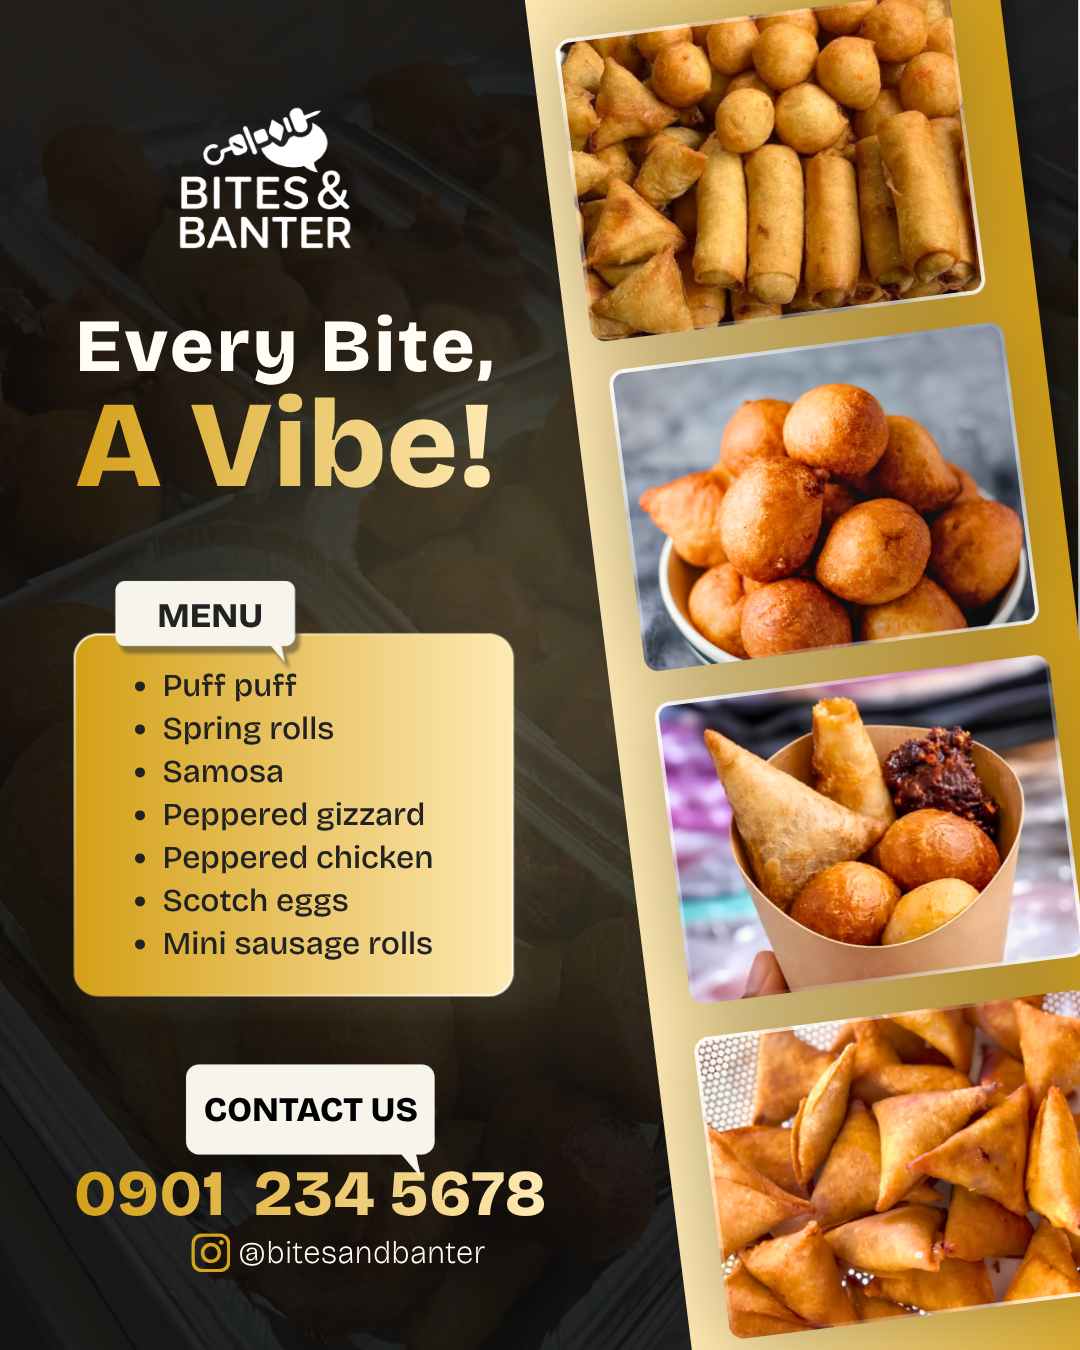 BITES &
BANTER
Every Bite,
A Vibe!
MENU
• Puff puff
• Spring rolls
• Samosa
• Peppered gizzard
• Peppered chicken
• Scotch eggs
• Mini sausage rolls
CONTACT US
0901 234 5678
@bitesandbanter